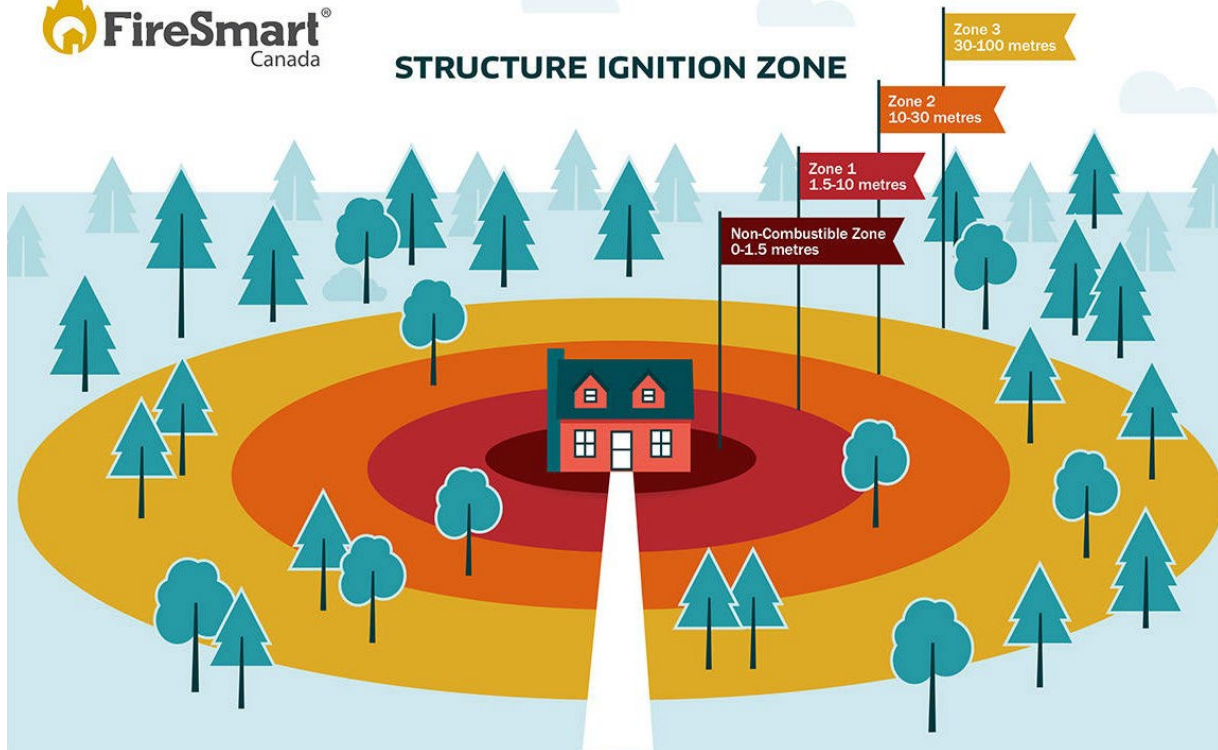 FireSmart®
Canada
STRUCTURE IGNITION ZONE
Zone 3
30-100 metres
Zone 2
10-30 metres
Zone 1
1.5-10 metres
Non-Combustible Zone
0-1.5 metres